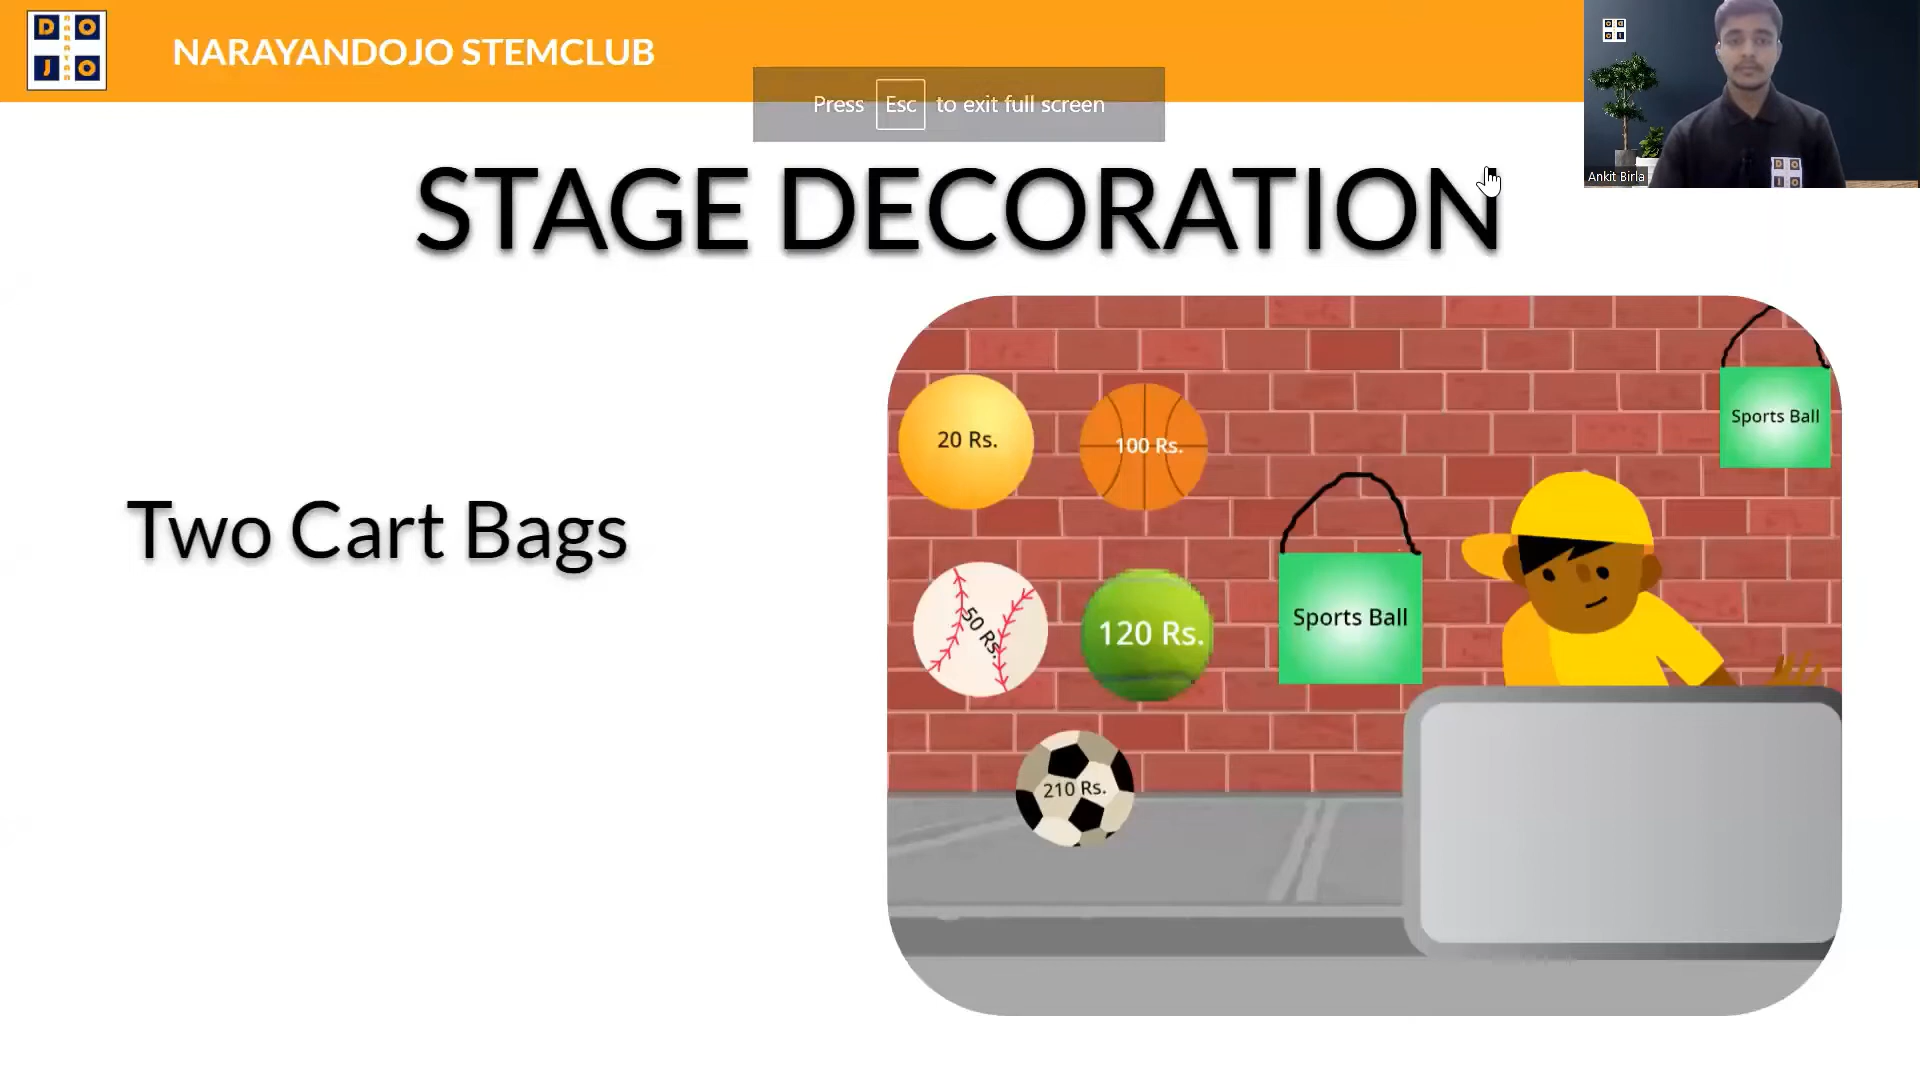 D O
NARAYAN
J O
NARAYANDOJO STEMCLUB
Press Esc to exit full screen
D O
O I
Ankit Birla
D O
J O
STAGE DECORATION
Two Cart Bags
20 Rs.
100 Rs.
Sports Ball
50 Rs.
120 Rs.
Sports Ball
210 Rs.